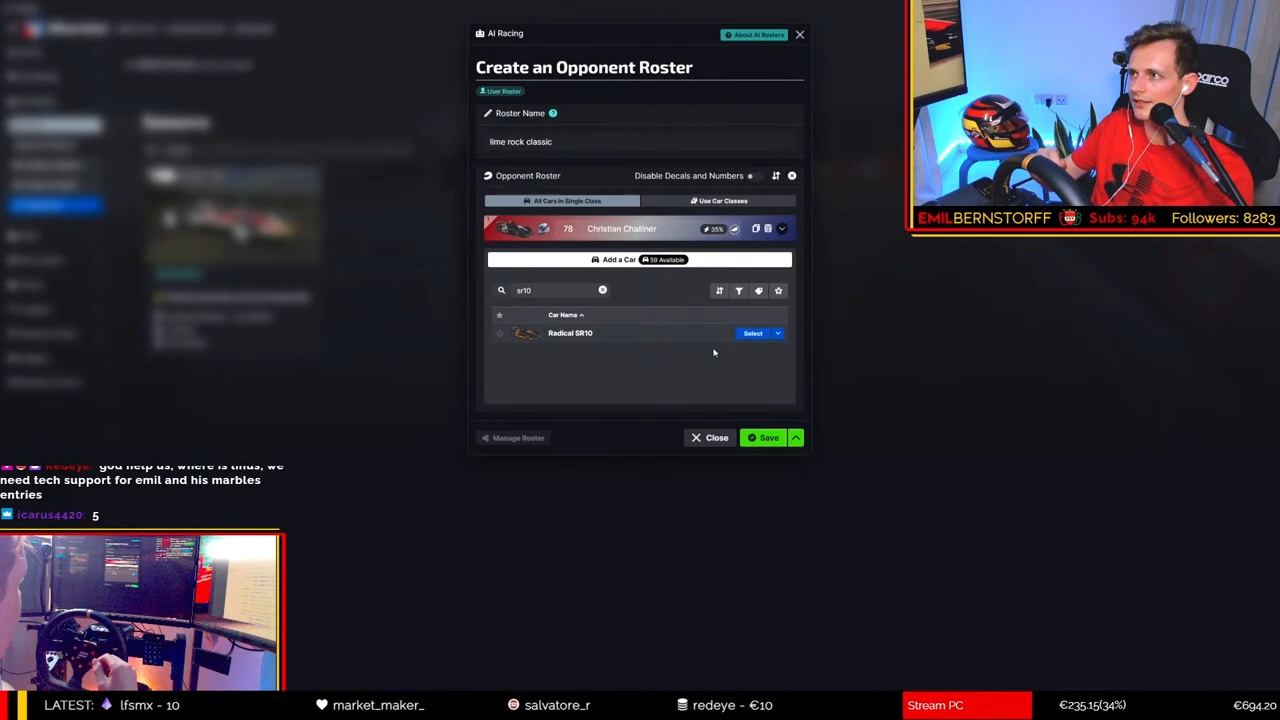 AI Racing
About AI Rosters
Create an Opponent Roster
User Roster
Roster Name
lime rock classic
Opponent Roster
Disable Decals and Numbers
All Cars in Single Class
Use Car Classes
78 Christian Challiner
35%
Add a Car 59 Available
sr10
Car Name
Radical SR10
Select
Manage Roster
Close
Save
EMILBERNSTORFF Subs: 94k Followers: 8283
Redeye: god help us, where is linus, we
need tech support for emil and his marbles
entries
icarus4420: 5
LATEST: lfsmx - 10
market_maker_
salvatore_r
redeye - €10
Stream PC
€235.15(34%)
€694.20